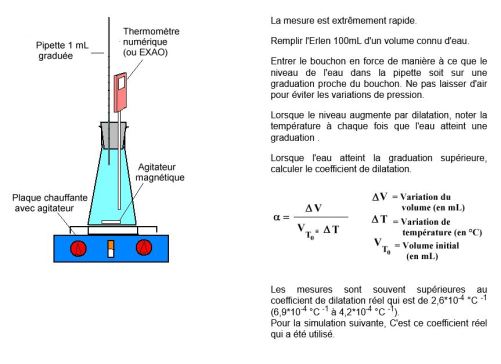 Thermomètre
numérique
(ou EXAO)
Pipette 1 mL
graduée
Agitateur
magnétique
Plaque chauffante
avec agitateur
La mesure est extrêmement rapide.
Remplir l'Erlen 100mL d'un volume connu d'eau.
Entrer le bouchon en force de manière à ce que le
niveau de l'eau dans la pipette soit sur une
graduation proche du bouchon. Ne pas laisser d'air
pour éviter les variations de pression.
Lorsque le niveau augmente par dilatation, noter la
température à chaque fois que l'eau atteint une
graduation .
Lorsque l'eau atteint la graduation supérieure,
calculer le coefficient de dilatation.
α = ΔV / (V_T₀ * ΔT)
ΔV = Variation du
volume (en mL)
ΔT = Variation de
température (en °C)
V_T₀ = Volume initial
(en mL)
Les mesures sont souvent supérieures au
coefficient de dilatation réel qui est de 2,6*10⁻⁴ °C ⁻¹
(6,9*10⁻⁴ °C ⁻¹ à 4,2*10⁻⁴ °C ⁻¹).
Pour la simulation suivante, C'est ce coefficient réel
qui a été utilisé.